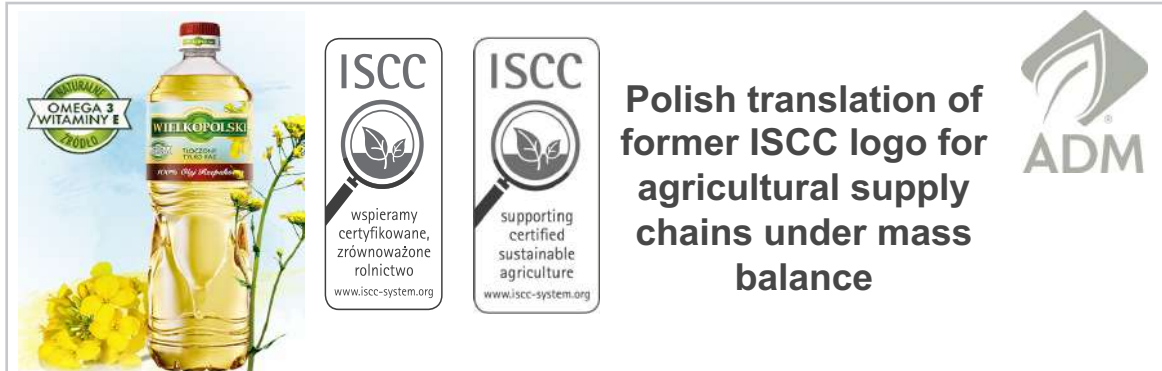 NATURALNE
OMEGA 3
WITAMINY E
ŹRÓDŁO
WIELKOPOLSKI
TŁOCZONY
TYLKO RAZ
100% Olej Rzepakowy
ISCC
wspieramy
certyfikowane,
zrównoważone
rolnictwo
www.iscc-system.org
ISCC
supporting
certified
sustainable
agriculture
www.iscc-system.org
Polish translation of
former ISCC logo for
agricultural supply
chains under mass
balance
ADM